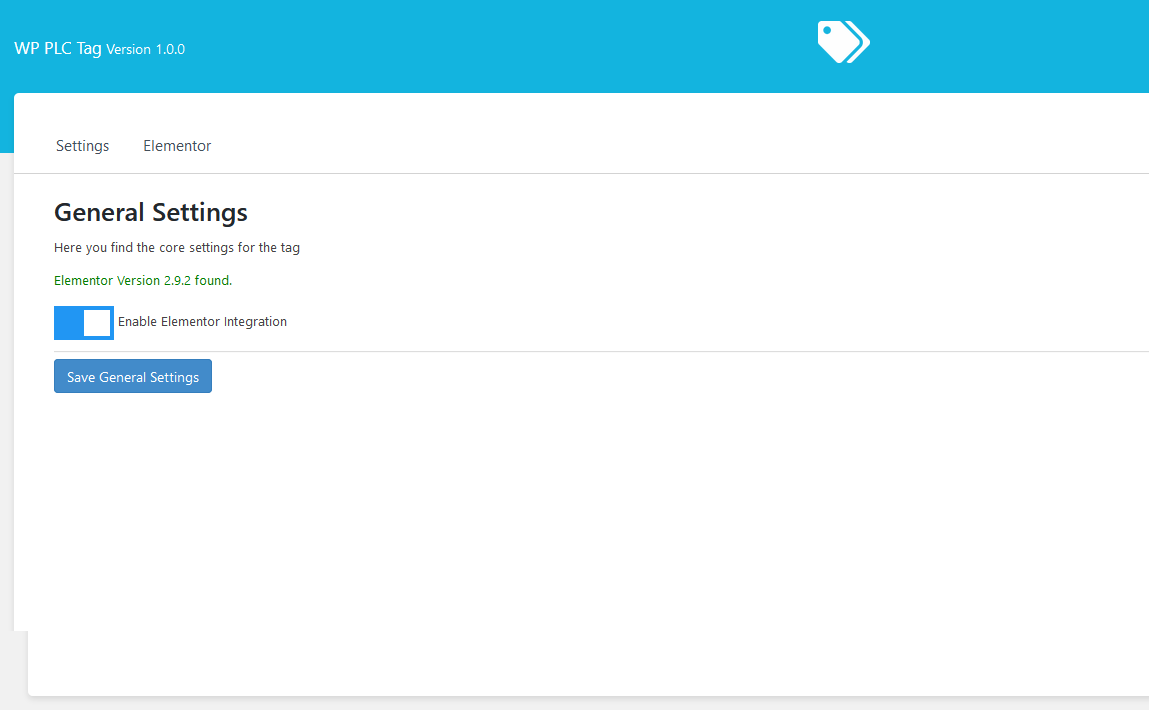 WP PLC Tag Version 1.0.0
Settings Elementor
General Settings
Here you find the core settings for the tag
Elementor Version 2.9.2 found.
Enable Elementor Integration
Save General Settings